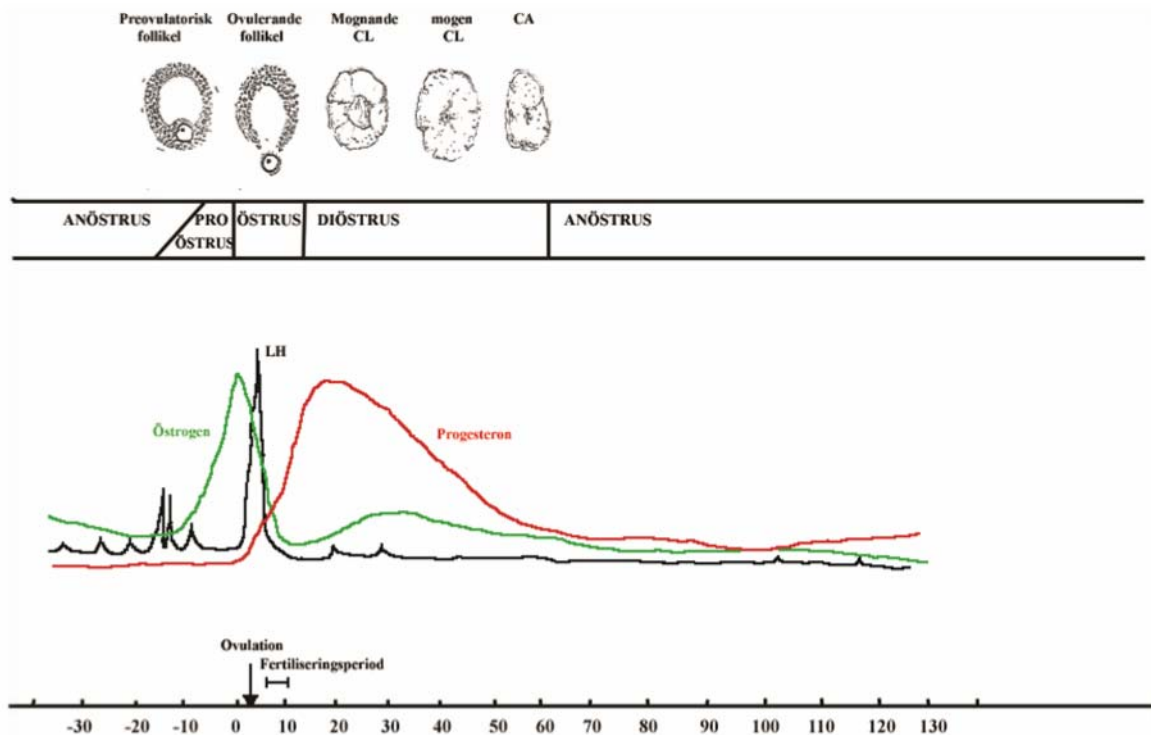 Preovulatorisk follikel
Ovulerande follikel
Mognande CL
mogen CL
CA
ANÖSTRUS
PRO ÖSTRUS
ÖSTRUS
DIÖSTRUS
ANÖSTRUS
LH
Östrogen
Progesteron
Ovulation
Fertiliseringsperiod
-30 -20 -10 0 10 20 30 40 50 60 70 80 90 100 110 120 130